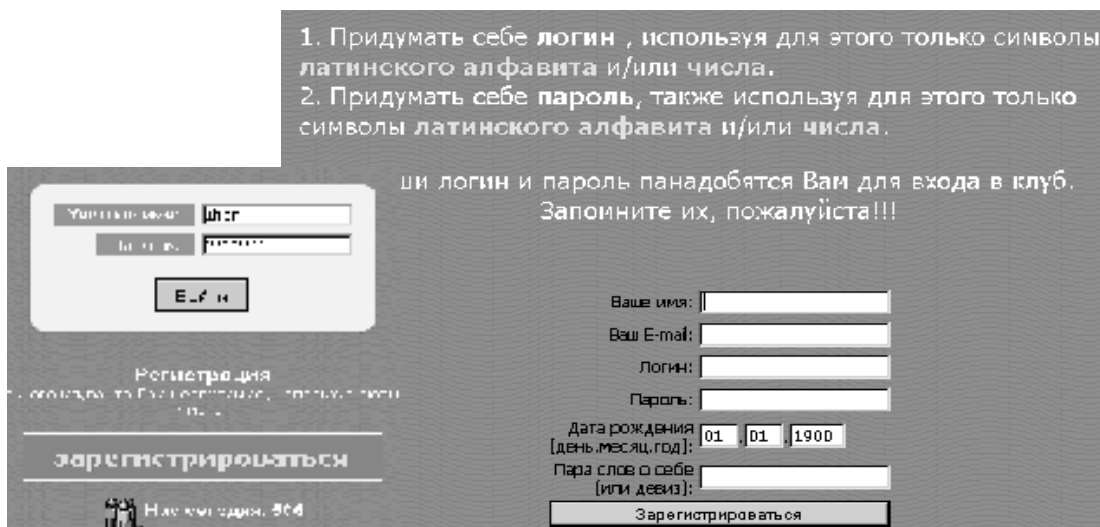 1. Придумать себе логин , используя для этого только символы
латинского алфавита и/или числа.
2. Придумать себе пароль, также используя для этого только
символы латинского алфавита и/или числа.
ши логин и пароль панадобятся Вам для входа в клуб.
Запомните их, пожалуйста!!!
Регистрация
зарегистрироваться
Нас сегодня:
Ваше имя:
Ваш E-mail:
Логин:
Пароль:
Дата рождения
[день.месяц.год]: 01 . 01 . 1900
Пара слов о себе
[или девиз]:
Зарегистрироваться